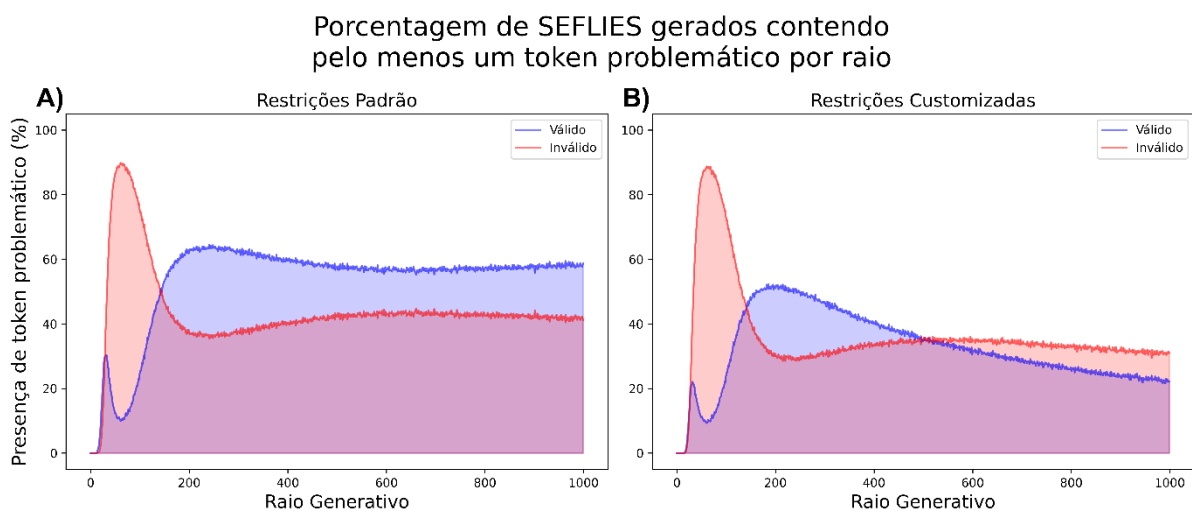 Porcentagem de SEFLIES gerados contendo
pelo menos um token problemático por raio
A)
Restrições Padrão
Válido
Inválido
Presença de token problemático (%)
100
80
60
40
20
0
0 200 400 600 800 1000
Raio Generativo
B)
Restrições Customizadas
Válido
Inválido
100
80
60
40
20
0
0 200 400 600 800 1000
Raio Generativo